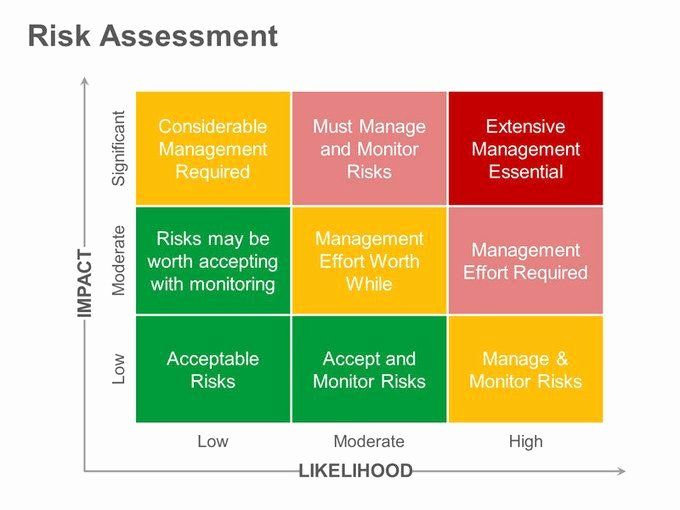 Risk Assessment
IMPACT
Significant
Considerable
Management
Required
Must Manage
and Monitor
Risks
Extensive
Management
Essential
Moderate
Risks may be
worth accepting
with monitoring
Management
Effort Worth
While
Management
Effort Required
Low
Acceptable
Risks
Accept and
Monitor Risks
Manage &
Monitor Risks
Low
Moderate
High
LIKELIHOOD